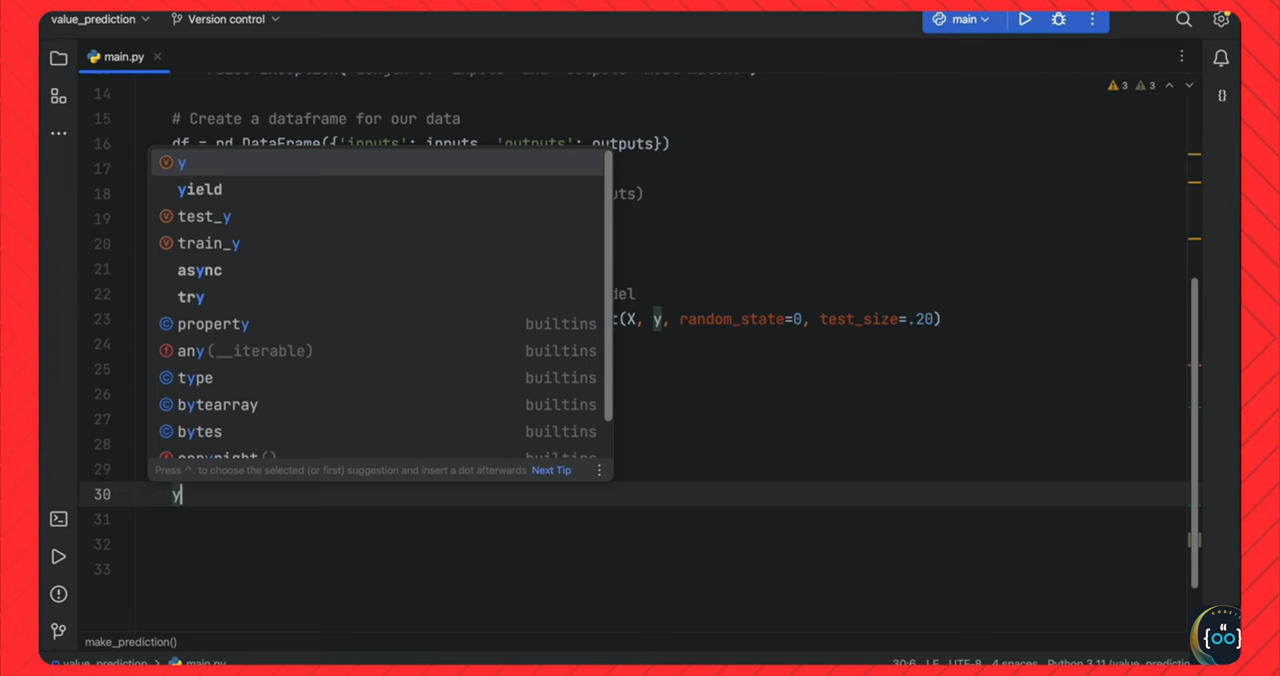 value_prediction
Version control
main
main.py
3 3
14
15 # Create a dataframe for our data
16 df = pd.DataFrame({'inputs': inputs, 'outputs': outputs})
17
18 uts)
19
20
21
22 del
23 t(X, y, random_state=0, test_size=.20)
24
25
26
27
28
29
30 y
31
32
33
y
yield
test_y
train_y
async
try
property builtins
any(__iterable) builtins
type builtins
bytearray builtins
bytes builtins
copyright() builtins
Press ^. to choose the selected (or first) suggestion and insert a dot afterwards Next Tip
make_prediction()
value_prediction > main.py 30:6 LF UTF-8 4 spaces Python 3.11 (value_predictio